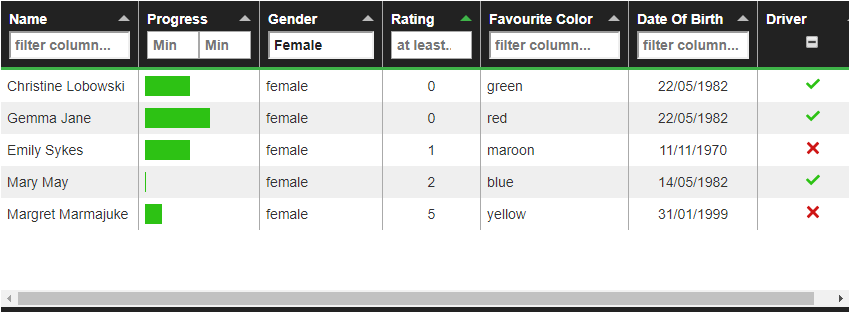 Name Progress Gender Rating Favourite Color Date Of Birth Driver
filter column... Min Min Female at least.. filter column... filter column...
Christine Lobowski female 0 green 22/05/1982
Gemma Jane female 0 red 22/05/1982
Emily Sykes female 1 maroon 11/11/1970
Mary May female 2 blue 14/05/1982
Margret Marmajuke female 5 yellow 31/01/1999